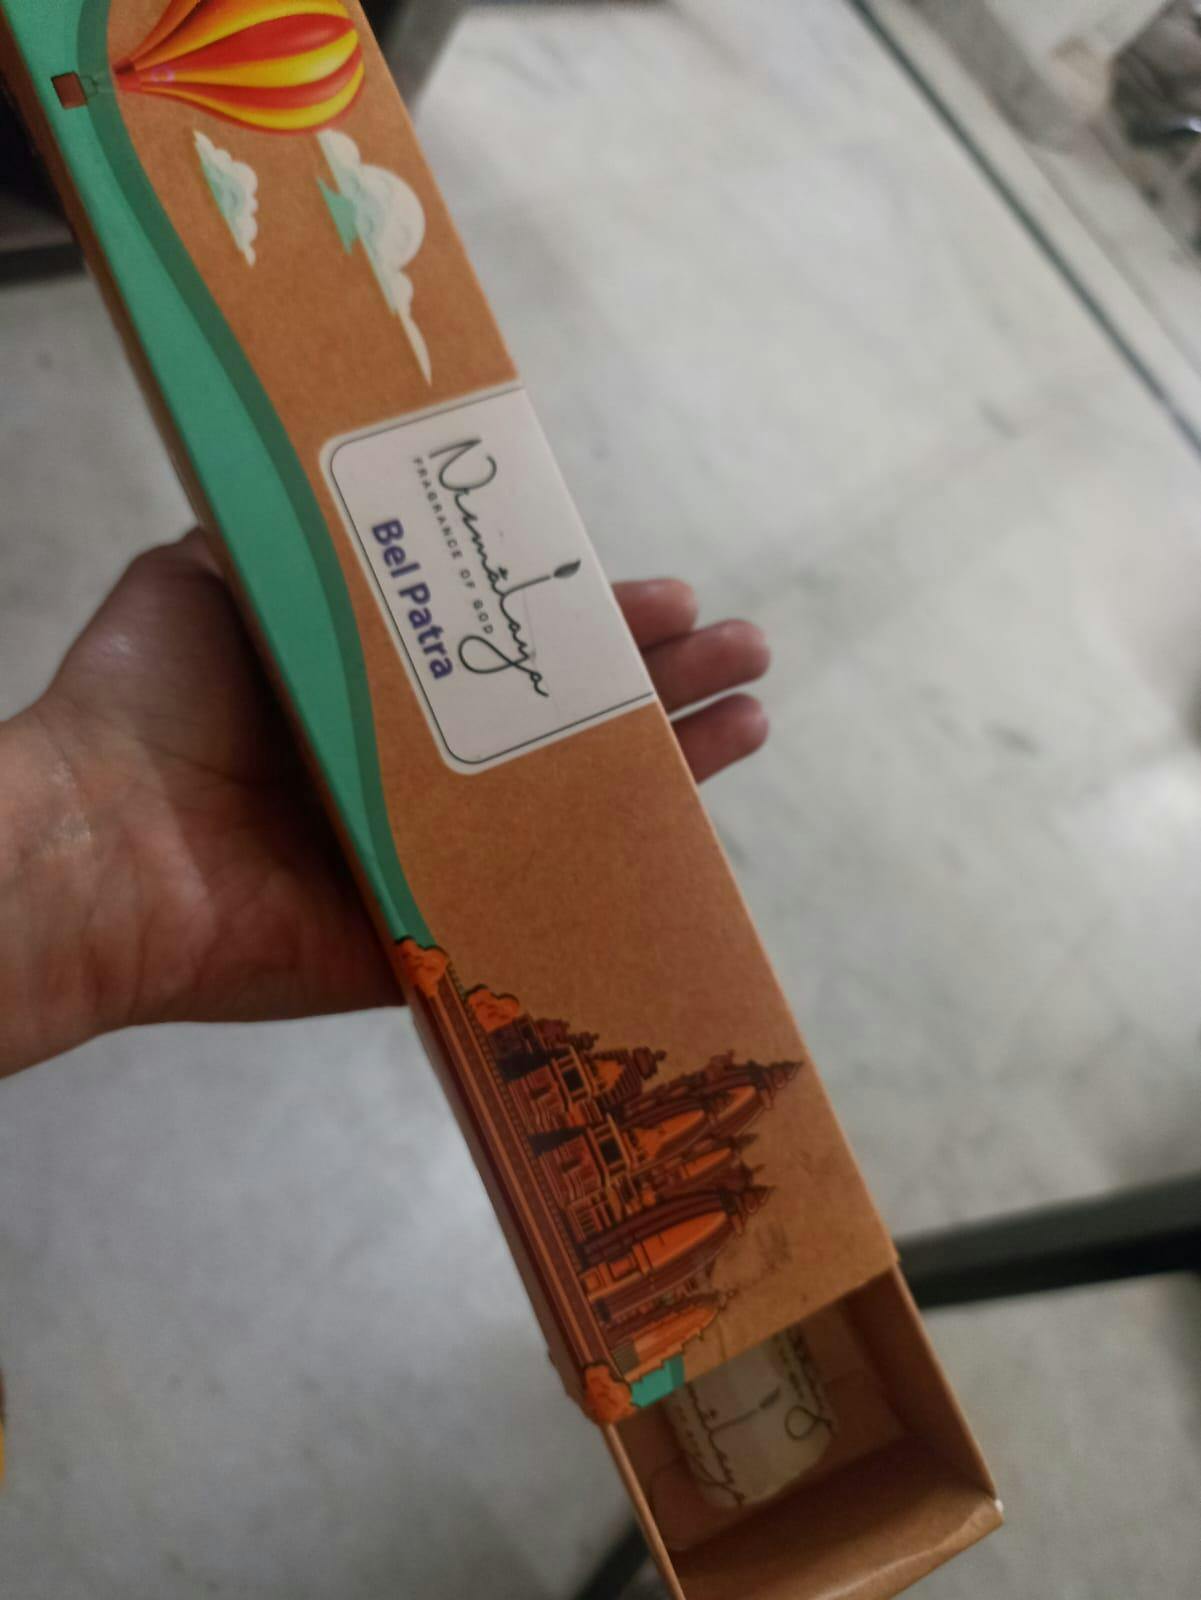 Nirmalaya
FRAGRANCE OF GOD
Bel Patra